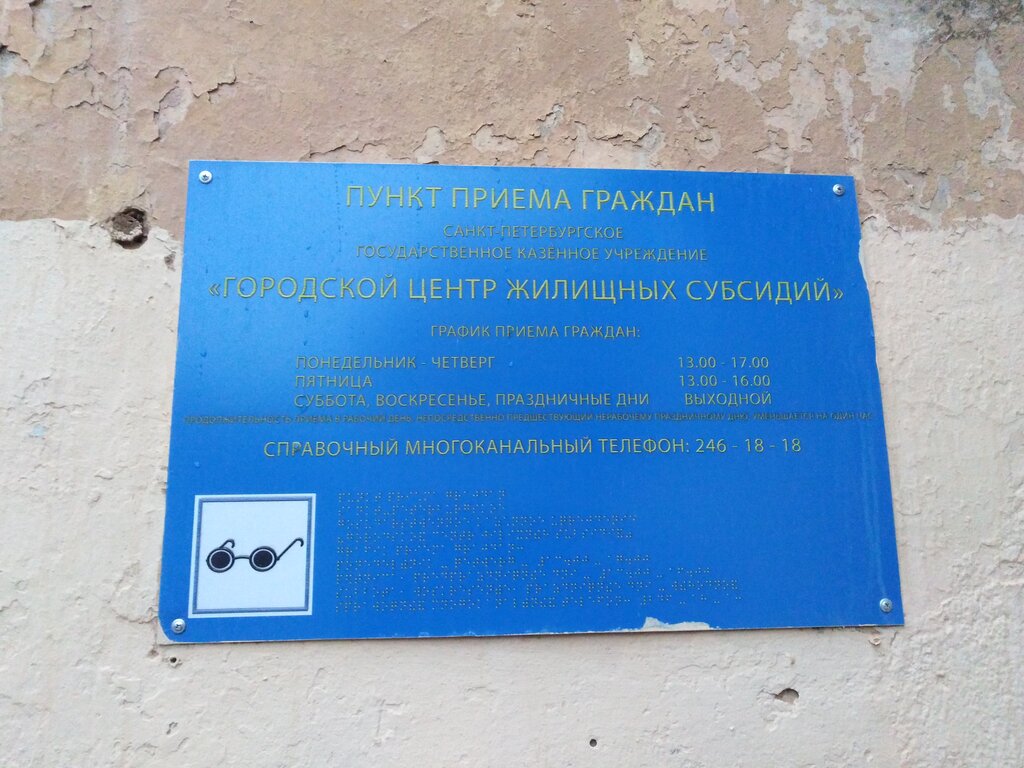 ПУНКТ ПРИЕМА ГРАЖДАН
САНКТ-ПЕТЕРБУРГСКОЕ
ГОСУДАРСТВЕННОЕ КАЗЁННОЕ УЧРЕЖДЕНИЕ
«ГОРОДСКОЙ ЦЕНТР ЖИЛИЩНЫХ СУБСИДИЙ»
ГРАФИК ПРИЕМА ГРАЖДАН:
ПОНЕДЕЛЬНИК - ЧЕТВЕРГ 13.00 - 17.00
ПЯТНИЦА 13.00 - 16.00
СУББОТА, ВОСКРЕСЕНЬЕ, ПРАЗДНИЧНЫЕ ДНИ ВЫХОДНОЙ
ПРОДОЛЖИТЕЛЬНОСТЬ ПРИЕМА В РАБОЧИЙ ДЕНЬ, НЕПОСРЕДСТВЕННО ПРЕДШЕСТВУЮЩИЙ НЕРАБОЧЕМУ ПРАЗДНИЧНОМУ ДНЮ, УМЕНЬШАЕТСЯ НА ОДИН ЧАС
СПРАВОЧНЫЙ МНОГОКАНАЛЬНЫЙ ТЕЛЕФОН: 246 - 18 - 18